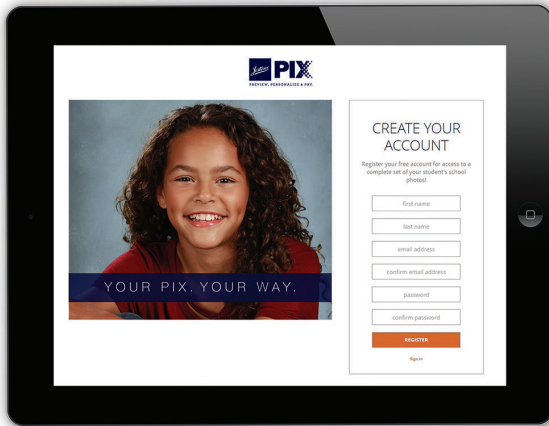 Jostens PIX
PREVIEW, PERSONALIZE & PAY.
YOUR PIX. YOUR WAY.
CREATE YOUR
ACCOUNT
Register your free account for access to a
complete set of your student's school
photos!
first name
last name
email address
confirm email address
password
confirm password
REGISTER
Sign In